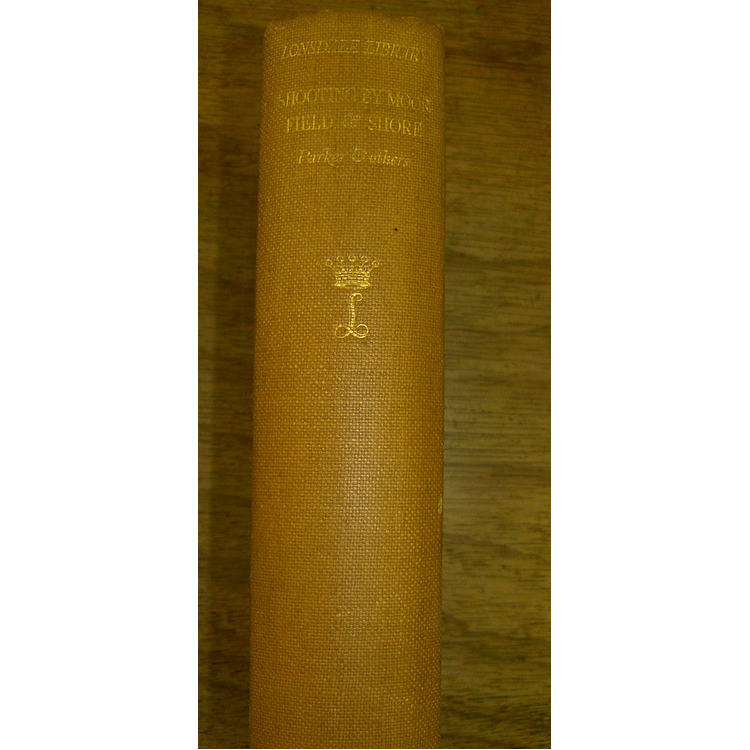 LONSDALE LIBRARY
SHOOTING BY MOOR
FIELD & SHORE
Parker & others
L